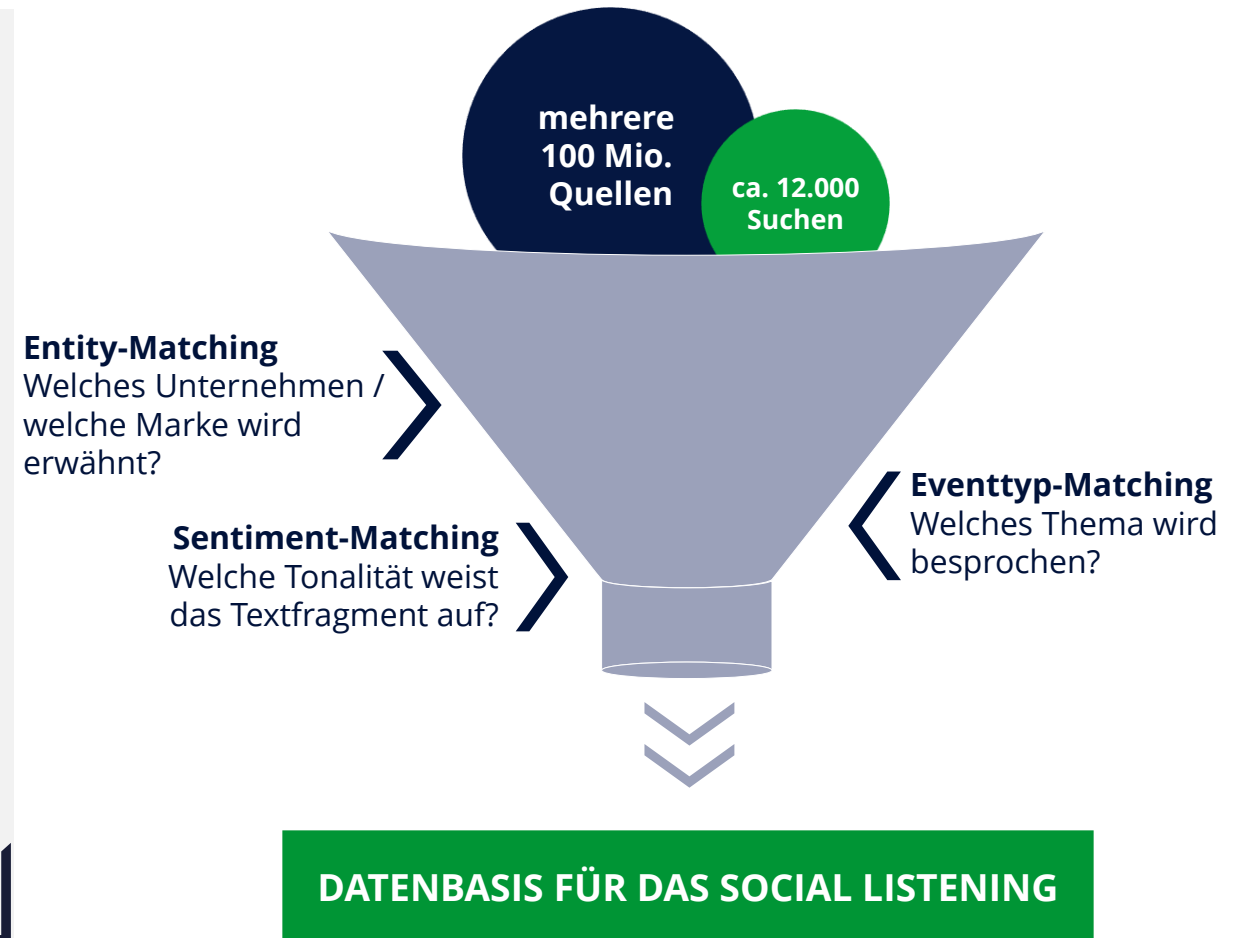 mehrere
100 Mio.
Quellen
ca. 12.000
Suchen
Entity-Matching
Welches Unternehmen /
welche Marke wird
erwähnt?
Eventtyp-Matching
Welches Thema wird
besprochen?
Sentiment-Matching
Welche Tonalität weist
das Textfragment auf?
DATENBASIS FÜR DAS SOCIAL LISTENING